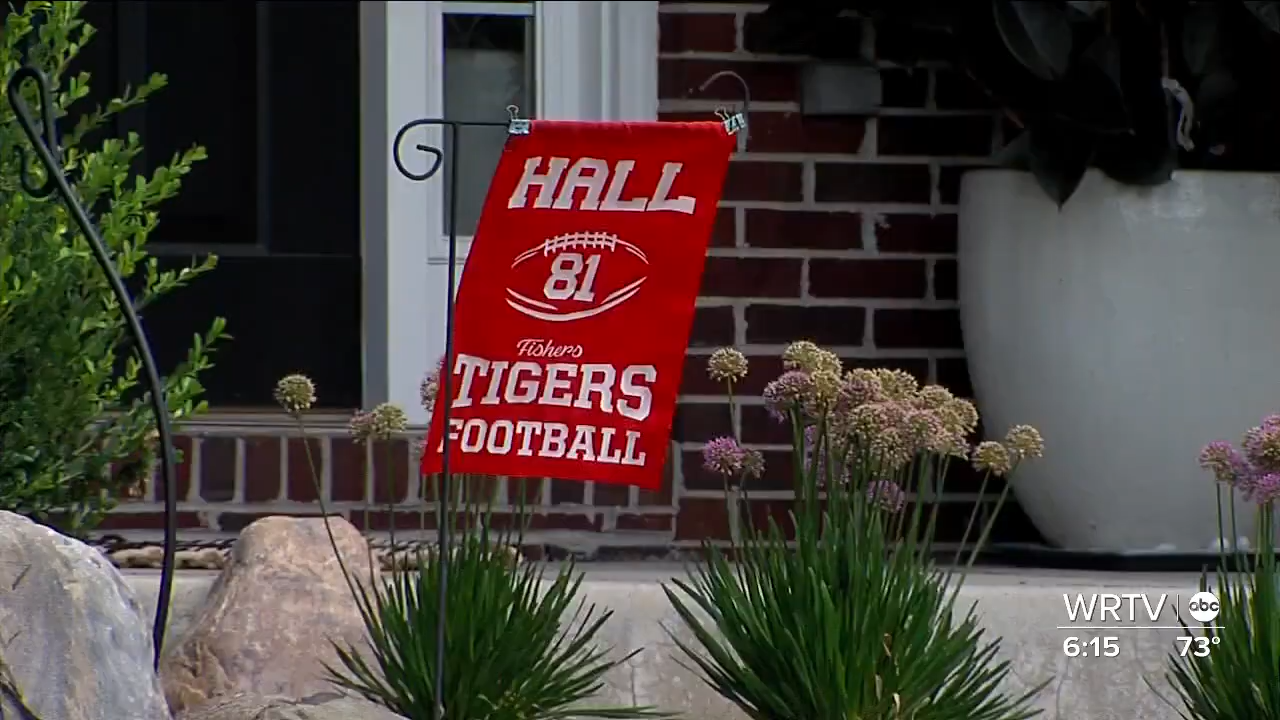 HALL
81
Fishers
TIGERS
FOOTBALL
WRTV abc
6:15 73°